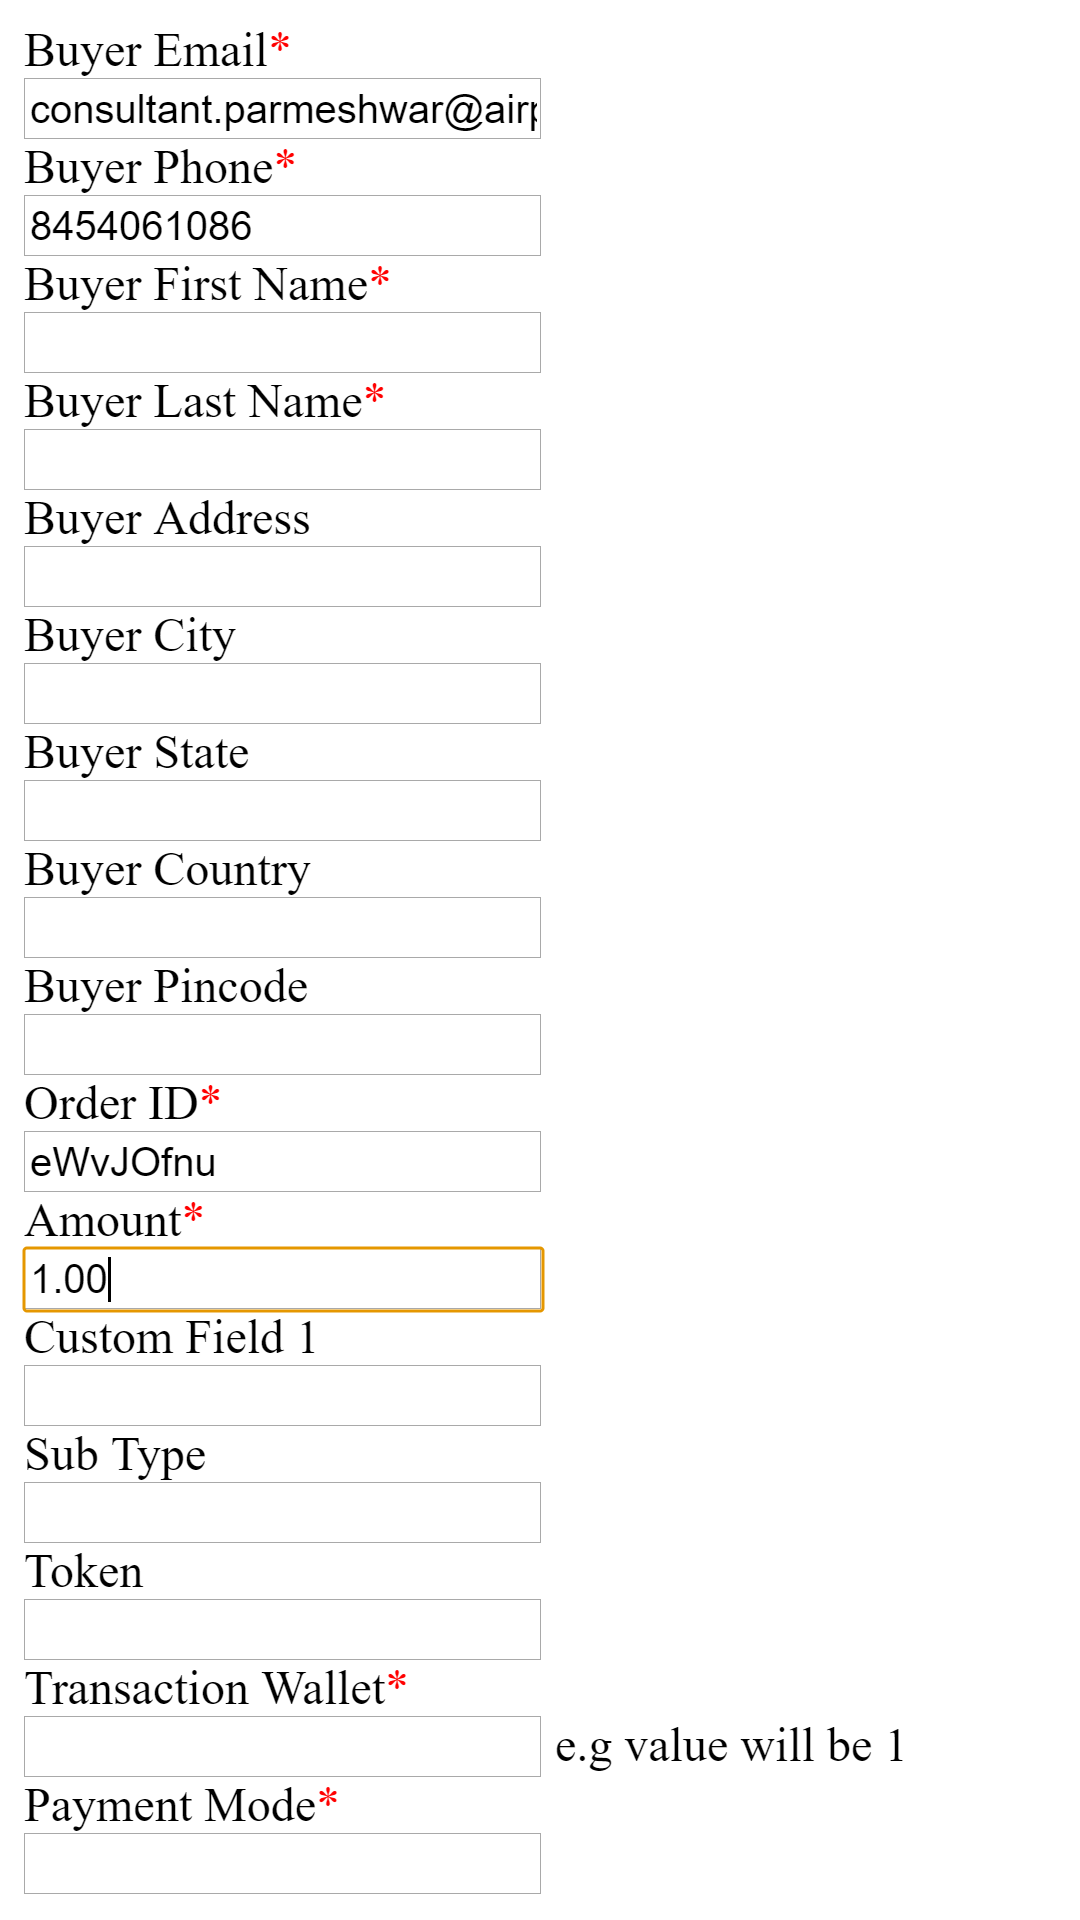 Buyer Email*
consultant.parmeshwar@air
Buyer Phone*
8454061086
Buyer First Name*
Buyer Last Name*
Buyer Address
Buyer City
Buyer State
Buyer Country
Buyer Pincode
Order ID*
eWvJOfnu
Amount*
1.00
Custom Field 1
Sub Type
Token
Transaction Wallet*
e.g value will be 1
Payment Mode*